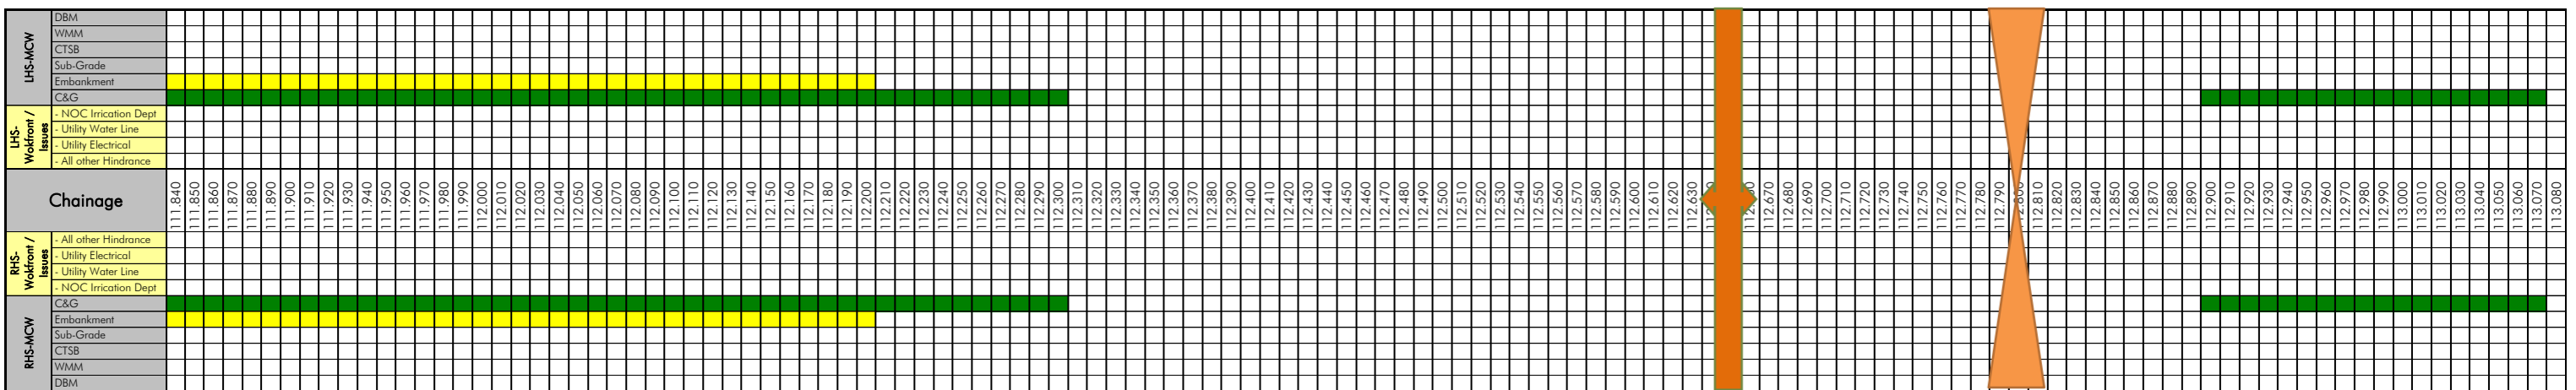 LHS-MCW
DBM
WMM
CTSB
Sub-Grade
Embankment
C&G
LHS-
Wokfront /
Issues
- NOC Irrication Dept
- Utility Water Line
- Utility Electrical
- All other Hindrance
Chainage
111.840 111.850 111.860 111.870 111.880 111.890 111.900 111.910 111.920 111.930 111.940 111.950 111.960 111.970 111.980 111.990 112.000 112.010 112.020 112.030 112.040 112.050 112.060 112.070 112.080 112.090 112.100 112.110 112.120 112.130 112.140 112.150 112.160 112.170 112.180 112.190 112.200 112.210 112.220 112.230 112.240 112.250 112.260 112.270 112.280 112.290 112.300 112.310 112.320 112.330 112.340 112.350 112.360 112.370 112.380 112.390 112.400 112.410 112.420 112.430 112.440 112.450 112.460 112.470 112.480 112.490 112.500 112.510 112.520 112.530 112.540 112.550 112.560 112.570 112.580 112.590 112.600 112.610 112.620 112.630 112.670 112.680 112.690 112.700 112.710 112.720 112.730 112.740 112.750 112.760 112.770 112.780 112.790 112.810 112.820 112.830 112.840 112.850 112.860 112.870 112.880 112.890 112.900 112.910 112.920 112.930 112.940 112.950 112.960 112.970 112.980 112.990 113.000 113.010 113.020 113.030 113.040 113.050 113.060 113.070 113.080
RHS-
Wokfront /
Issues
- All other Hindrance
- Utility Electrical
- Utility Water Line
- NOC Irrication Dept
RHS-MCW
C&G
Embankment
Sub-Grade
CTSB
WMM
DBM